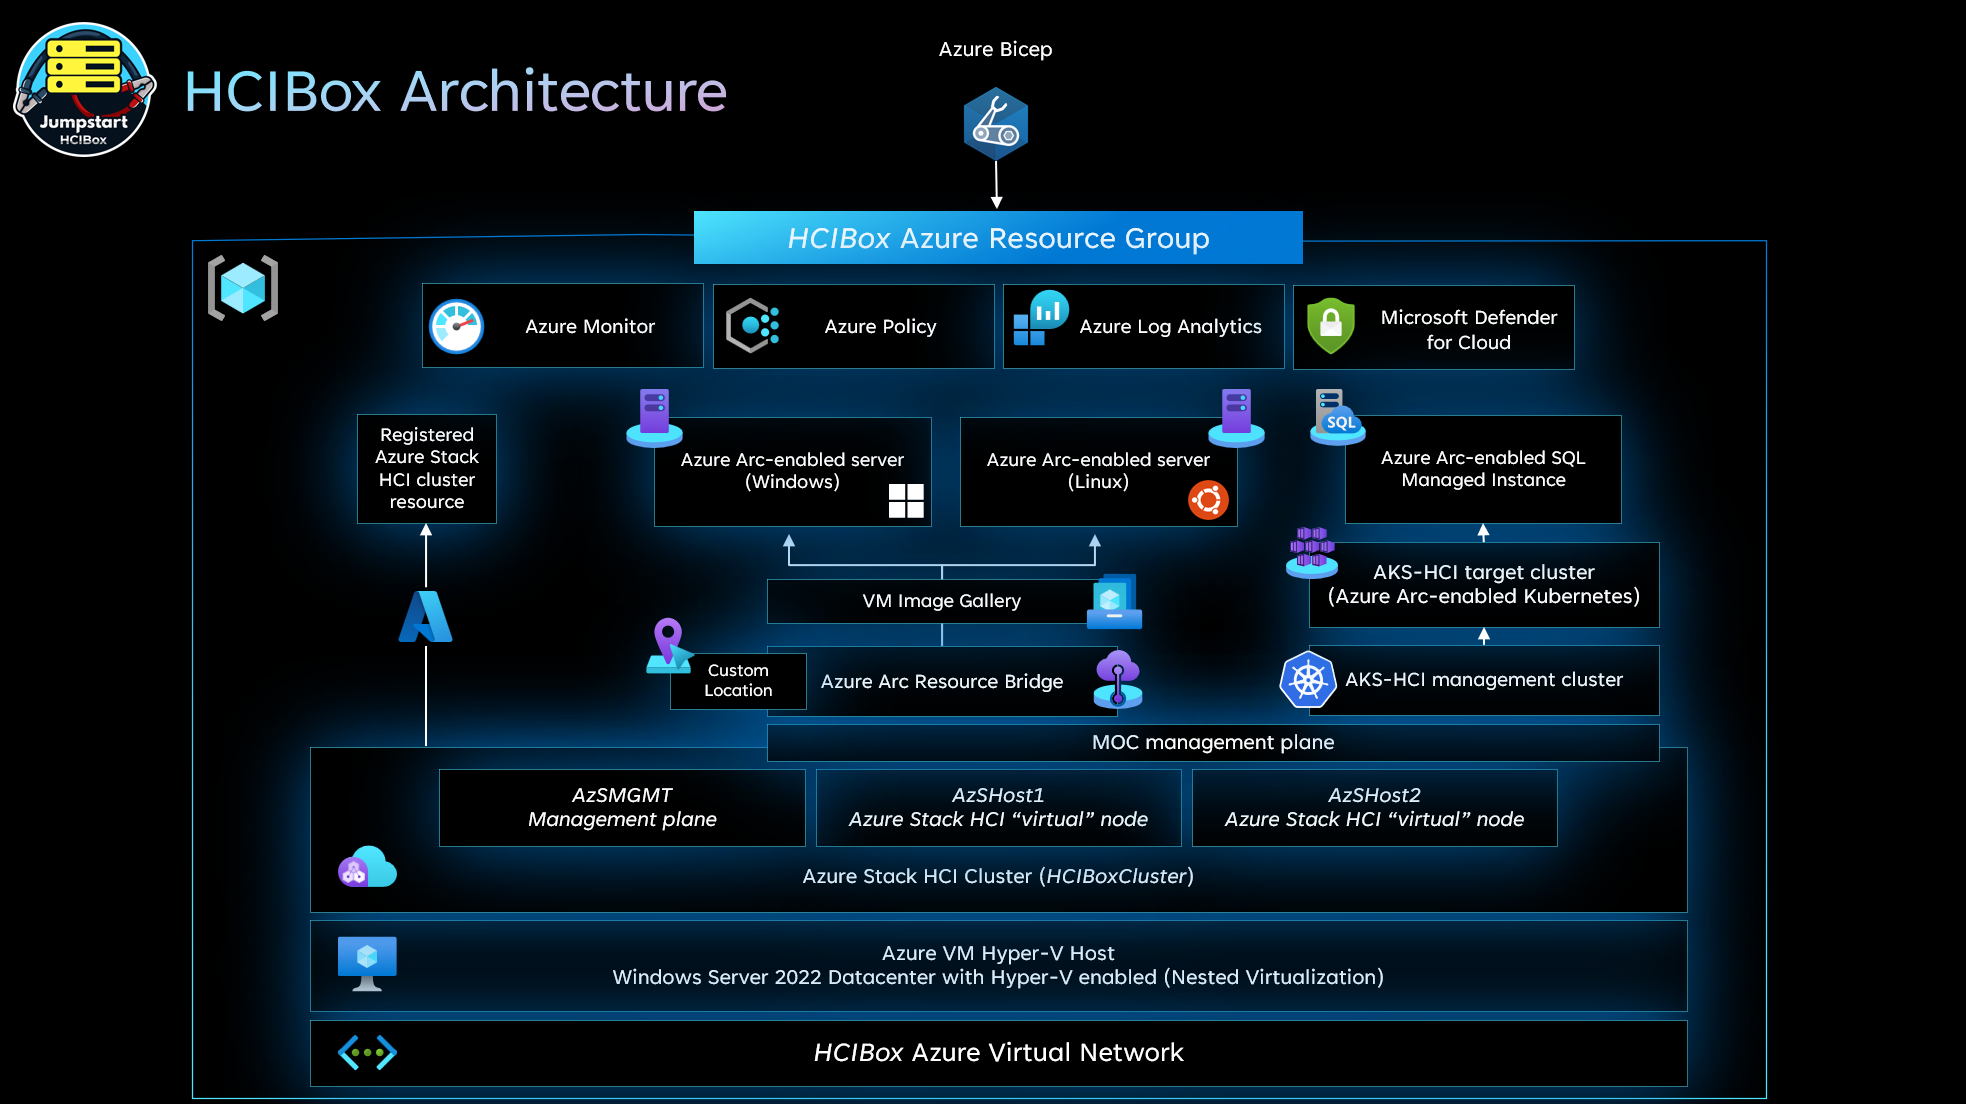 Jumpstart
HCIBox
HCIBox Architecture
Azure Bicep
HCIBox Azure Resource Group
Azure Monitor
Azure Policy
Azure Log Analytics
Microsoft Defender
for Cloud
Registered
Azure Stack
HCI cluster
resource
Azure Arc-enabled server
(Windows)
Azure Arc-enabled server
(Linux)
SQL
Azure Arc-enabled SQL
Managed Instance
VM Image Gallery
AKS-HCI target cluster
(Azure Arc-enabled Kubernetes)
Custom
Location
Azure Arc Resource Bridge
AKS-HCI management cluster
MOC management plane
AzSMGMT
Management plane
AzSHost1
Azure Stack HCI “virtual” node
AzSHost2
Azure Stack HCI “virtual” node
Azure Stack HCI Cluster (HCIBoxCluster)
Azure VM Hyper-V Host
Windows Server 2022 Datacenter with Hyper-V enabled (Nested Virtualization)
HCIBox Azure Virtual Network